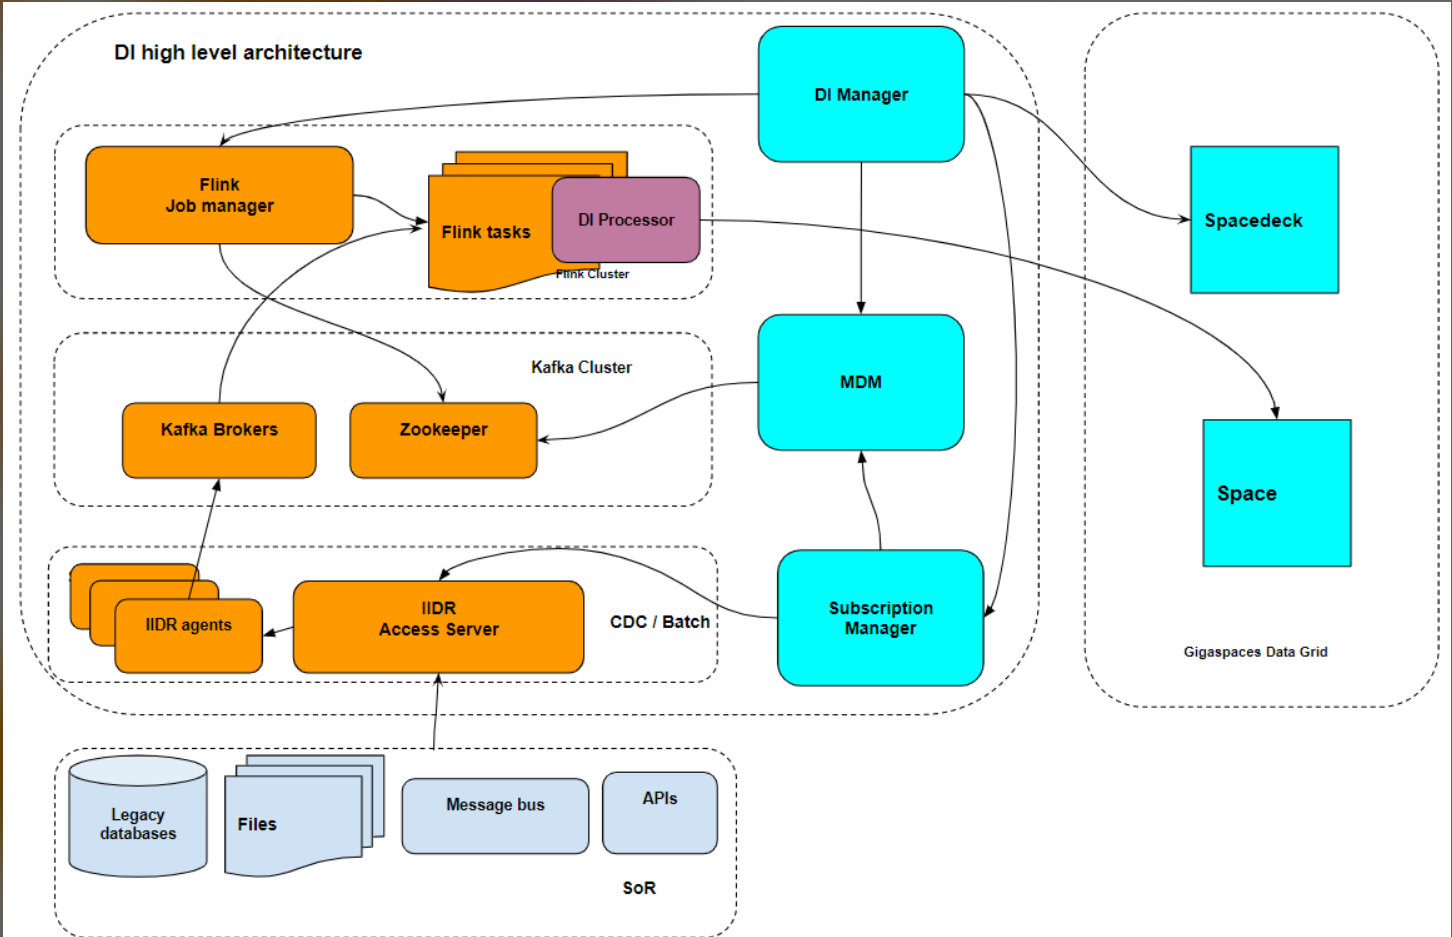 DI high level architecture
DI Manager
Flink
Job manager
Flink tasks
DI Processor
Flink Cluster
Spacedeck
Kafka Cluster
MDM
Kafka Brokers
Zookeeper
Space
IIDR agents
IIDR
Access Server
CDC / Batch
Subscription
Manager
Gigaspaces Data Grid
Legacy
databases
Files
Message bus
APIs
SoR